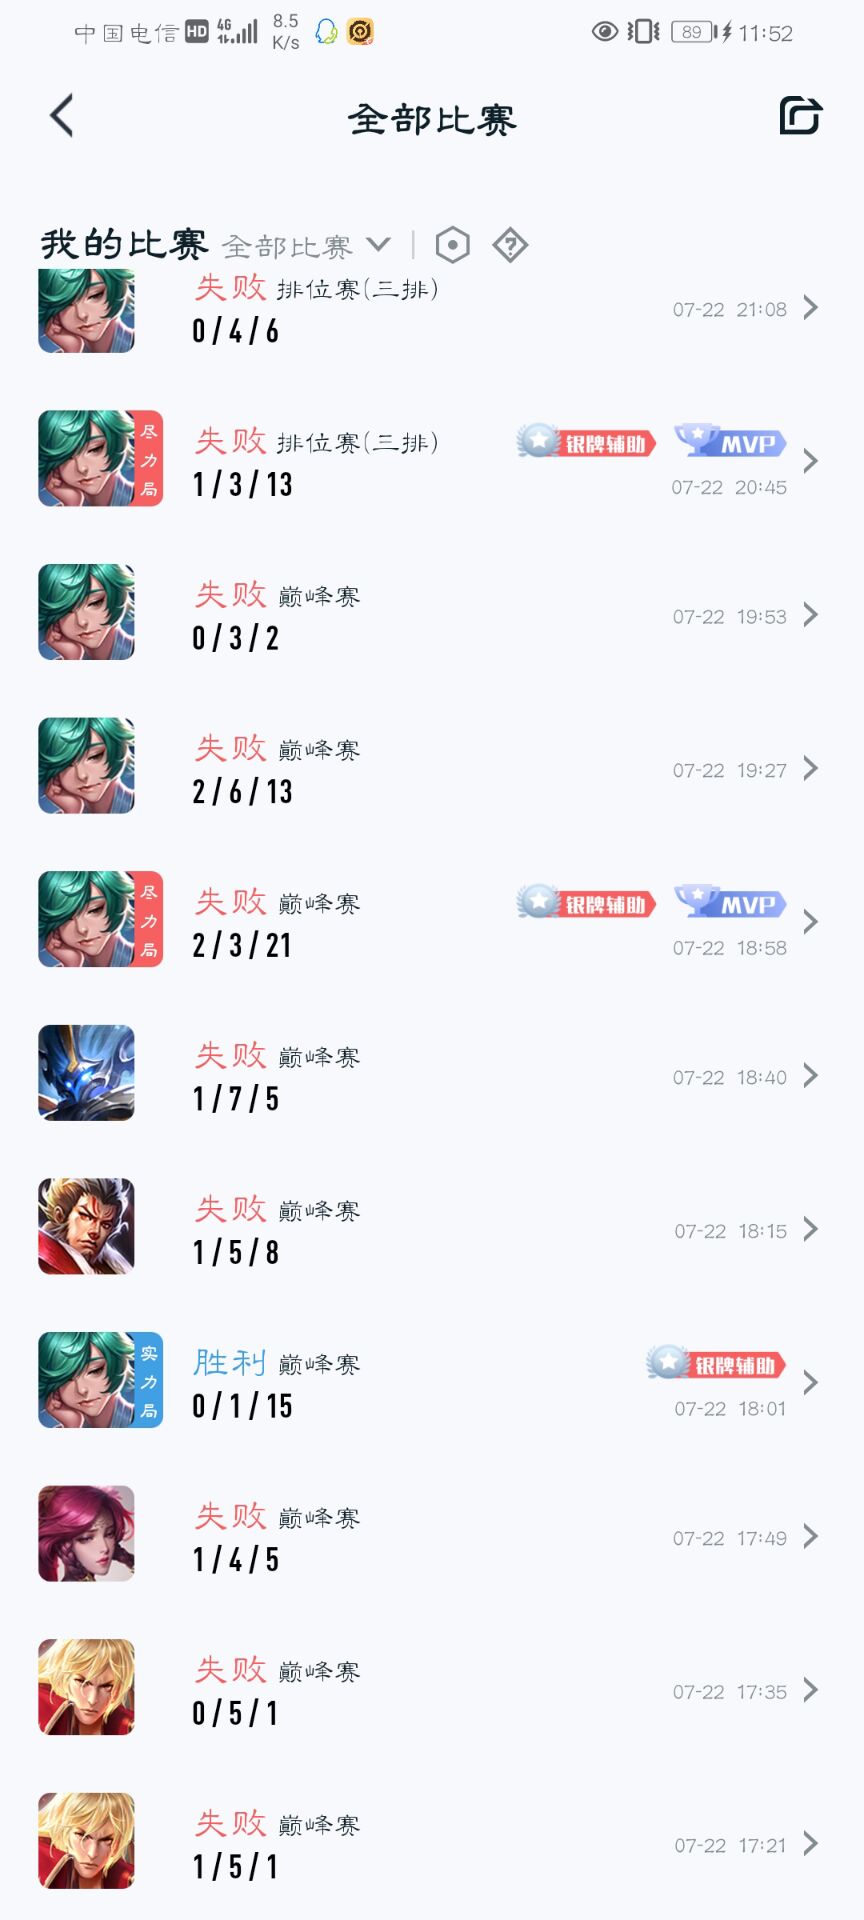 中国电信 HD 4G 8.5 K/s 89 11:52
全部比赛
我的比赛 全部比赛
失败 排位赛(三排)
0/4/6
07-22 21:08
尽力局
失败 排位赛(三排) 银牌辅助 MVP
1/3/13
07-22 20:45
失败 巅峰赛
0/3/2
07-22 19:53
失败 巅峰赛
2/6/13
07-22 19:27
尽力局
失败 巅峰赛 银牌辅助 MVP
2/3/21
07-22 18:58
失败 巅峰赛
1/7/5
07-22 18:40
失败 巅峰赛
1/5/8
07-22 18:15
实力局
胜利 巅峰赛 银牌辅助
0/1/15
07-22 18:01
失败 巅峰赛
1/4/5
07-22 17:49
失败 巅峰赛
0/5/1
07-22 17:35
失败 巅峰赛
1/5/1
07-22 17:21